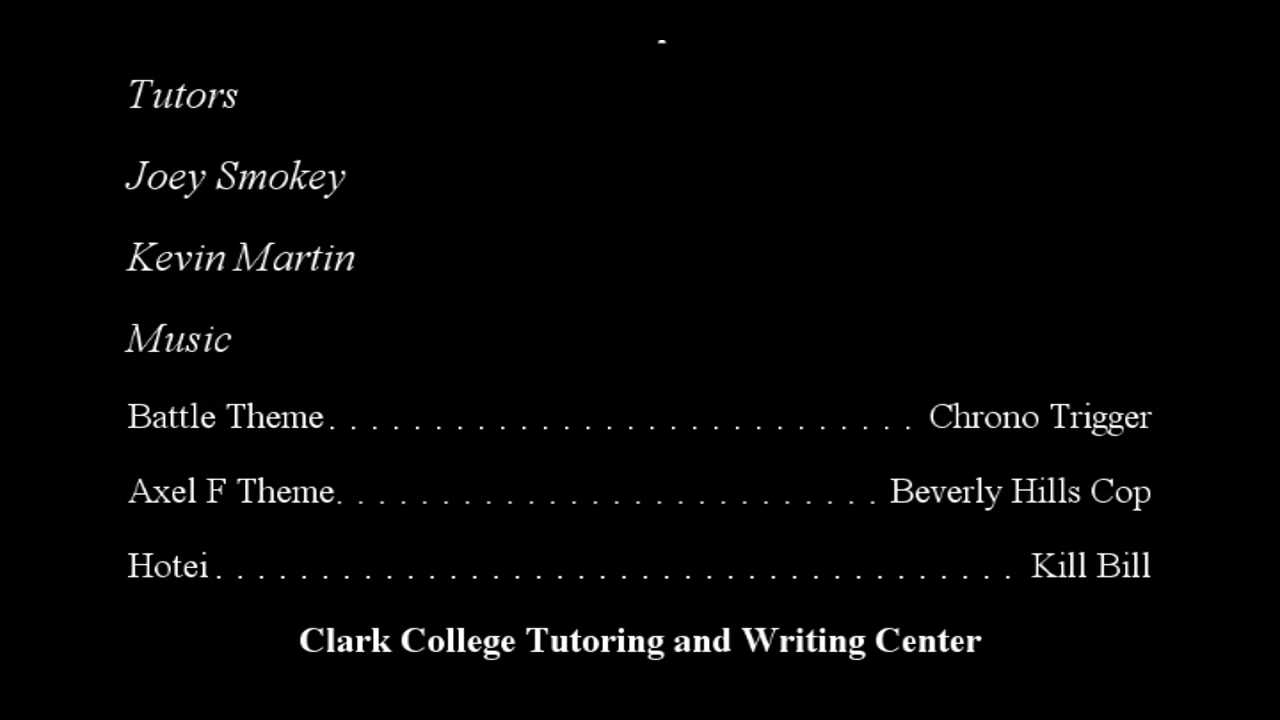 Tutors
Joey Smokey
Kevin Martin
Music
Battle Theme. . . . . . . . . . . . . . . . . . . . . . . . . . . . Chrono Trigger
Axel F Theme. . . . . . . . . . . . . . . . . . . . . . . . . . Beverly Hills Cop
Hotei. . . . . . . . . . . . . . . . . . . . . . . . . . . . . . . . . . . . . . Kill Bill
Clark College Tutoring and Writing Center